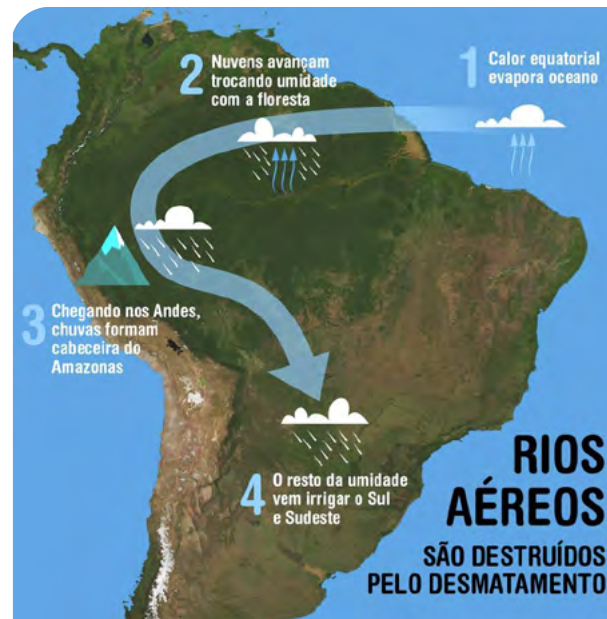 1
Calor equatorial
evapora oceano
2
Nuvens avançam
trocando umidade
com a floresta
3
Chegando nos Andes,
chuvas formam
cabeceira do
Amazonas
4
O resto da umidade
vem irrigar o Sul
e Sudeste
RIOS
AÉREOS
SÃO DESTRUÍDOS
PELO DESMATAMENTO